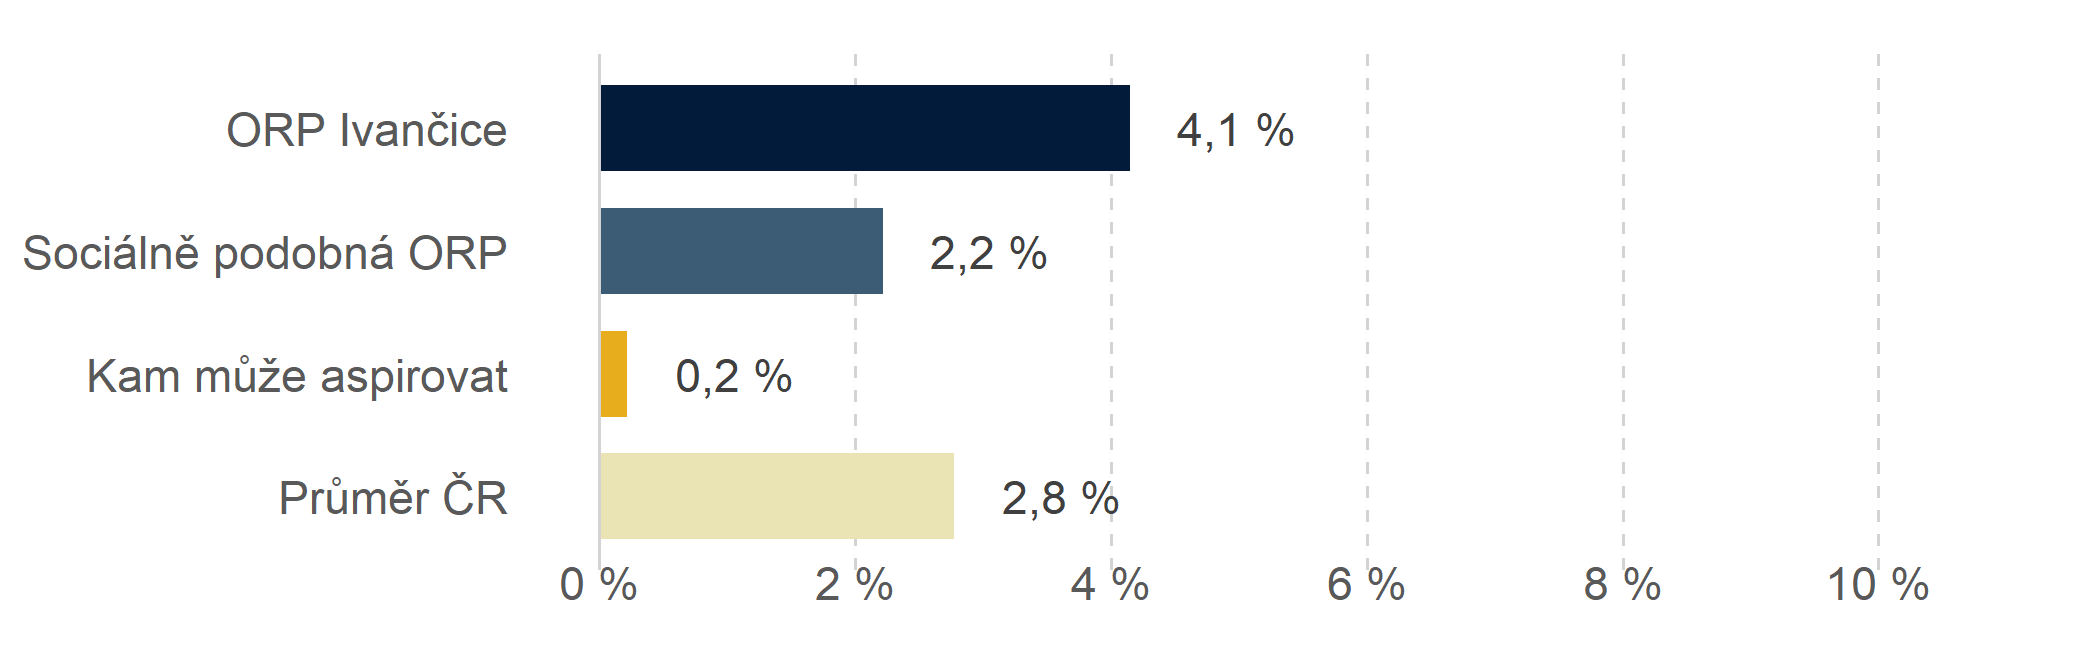 ORP Ivančice
4,1 %
Sociálně podobná ORP
2,2 %
Kam může aspirovat
0,2 %
Průměr ČR
2,8 %
0 %
2 %
4 %
6 %
8 %
10 %